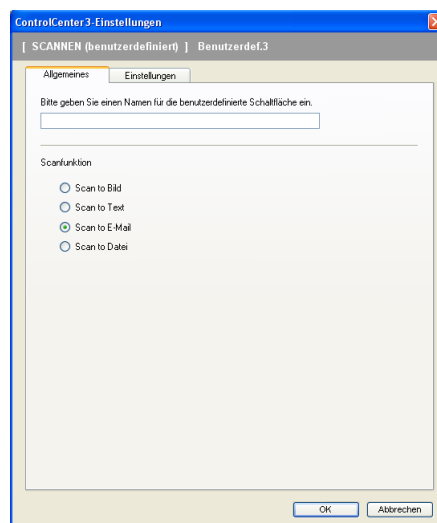 ControlCenter3-Einstellungen
[ SCANNEN (benutzerdefiniert) ] Benutzerdef.3
Allgemeines
Einstellungen
Bitte geben Sie einen Namen für die benutzerdefinierte Schaltfläche ein.
Scanfunktion
Scan to Bild
Scan to Text
Scan to E-Mail
Scan to Datei
OK
Abbrechen